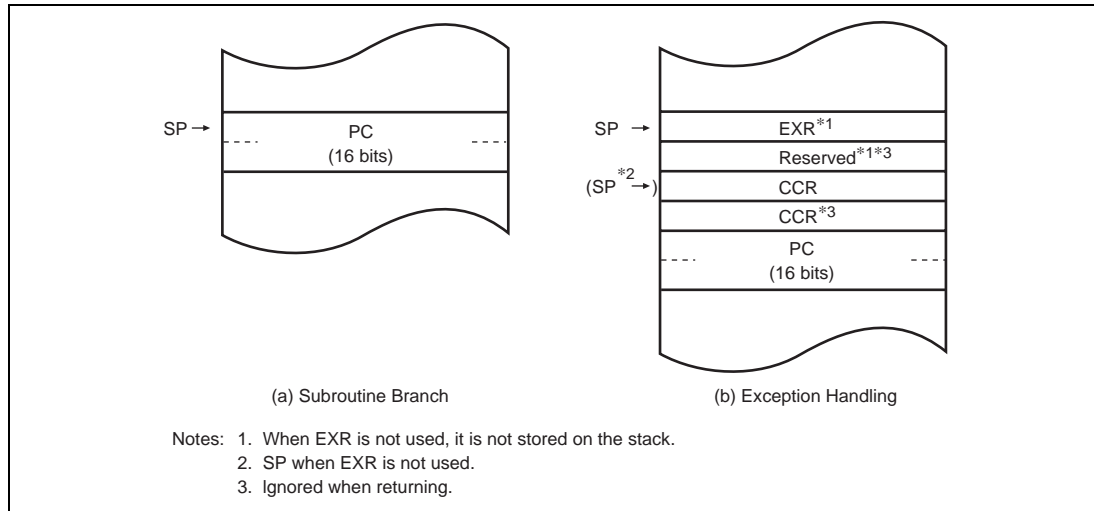 SP →
PC
(16 bits)
(a) Subroutine Branch
SP →
EXR*1
Reserved*1*3
(SP*2 →)
CCR
CCR*3
PC
(16 bits)
(b) Exception Handling
Notes: 1. When EXR is not used, it is not stored on the stack.
2. SP when EXR is not used.
3. Ignored when returning.